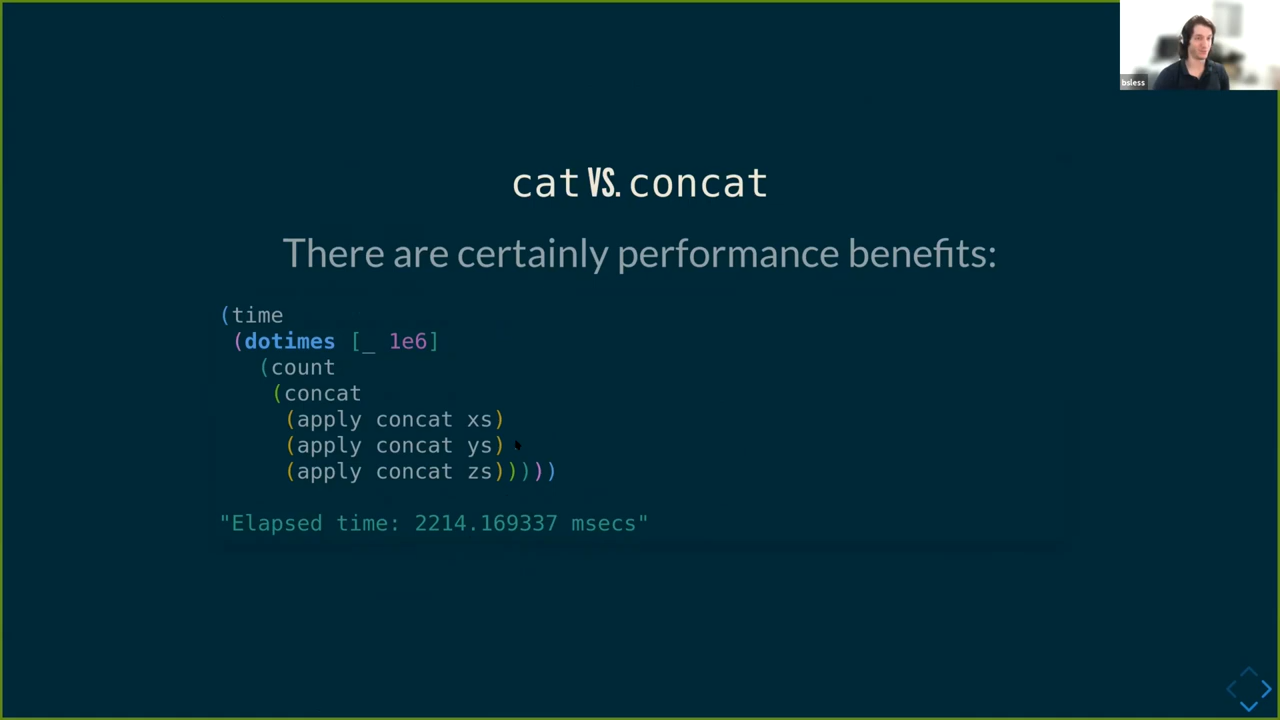 bsless
cat VS. concat
There are certainly performance benefits:
(time
(dotimes [_ 1e6]
(count
(concat
(apply concat xs)
(apply concat ys)
(apply concat zs)))))
"Elapsed time: 2214.169337 msecs"